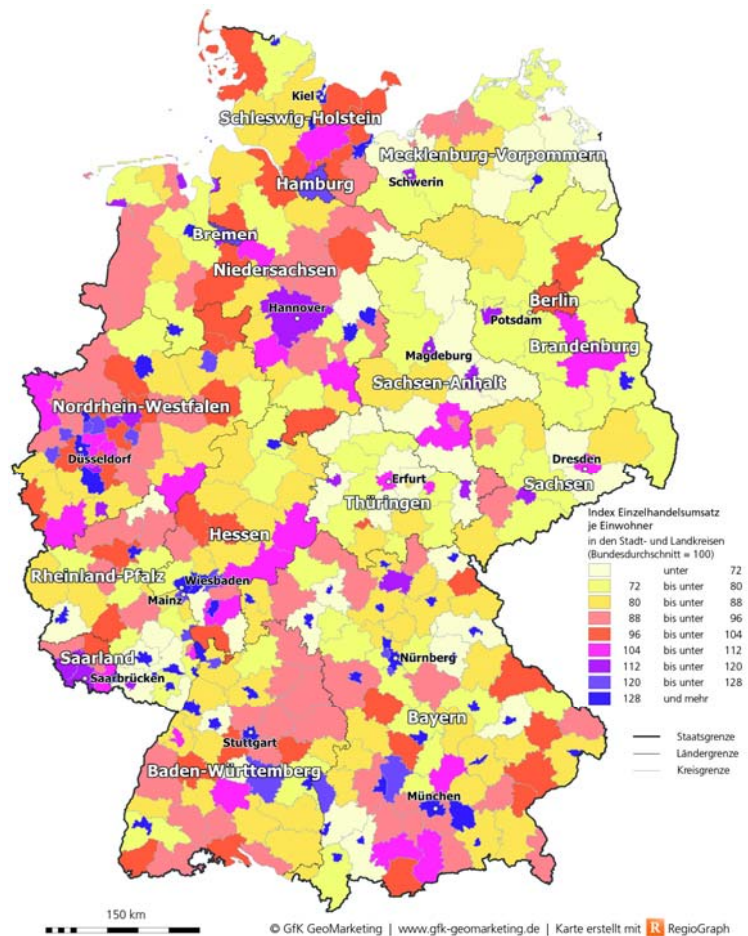 Kiel
Schleswig-Holstein
Mecklenburg-Vorpommern
Hamburg
Schwerin
Bremen
Niedersachsen
Berlin
Hannover
Potsdam
Brandenburg
Magdeburg
Sachsen-Anhalt
Nordrhein-Westfalen
Düsseldorf
Dresden
Erfurt
Sachsen
Thüringen
Hessen
Rheinland-Pfalz
Wiesbaden
Mainz
Saarland
Nürnberg
Saarbrücken
Bayern
Stuttgart
Baden-Württemberg
München
Index Einzelhandelsumsatz
je Einwohner
in den Stadt- und Landkreisen
(Bundesdurchschnitt = 100)
unter 72
72 bis unter 80
80 bis unter 88
88 bis unter 96
96 bis unter 104
104 bis unter 112
112 bis unter 120
120 bis unter 128
128 und mehr
Staatsgrenze
Ländergrenze
Kreisgrenze
150 km
© GfK GeoMarketing | www.gfk-geomarketing.de | Karte erstellt mit R RegioGraph